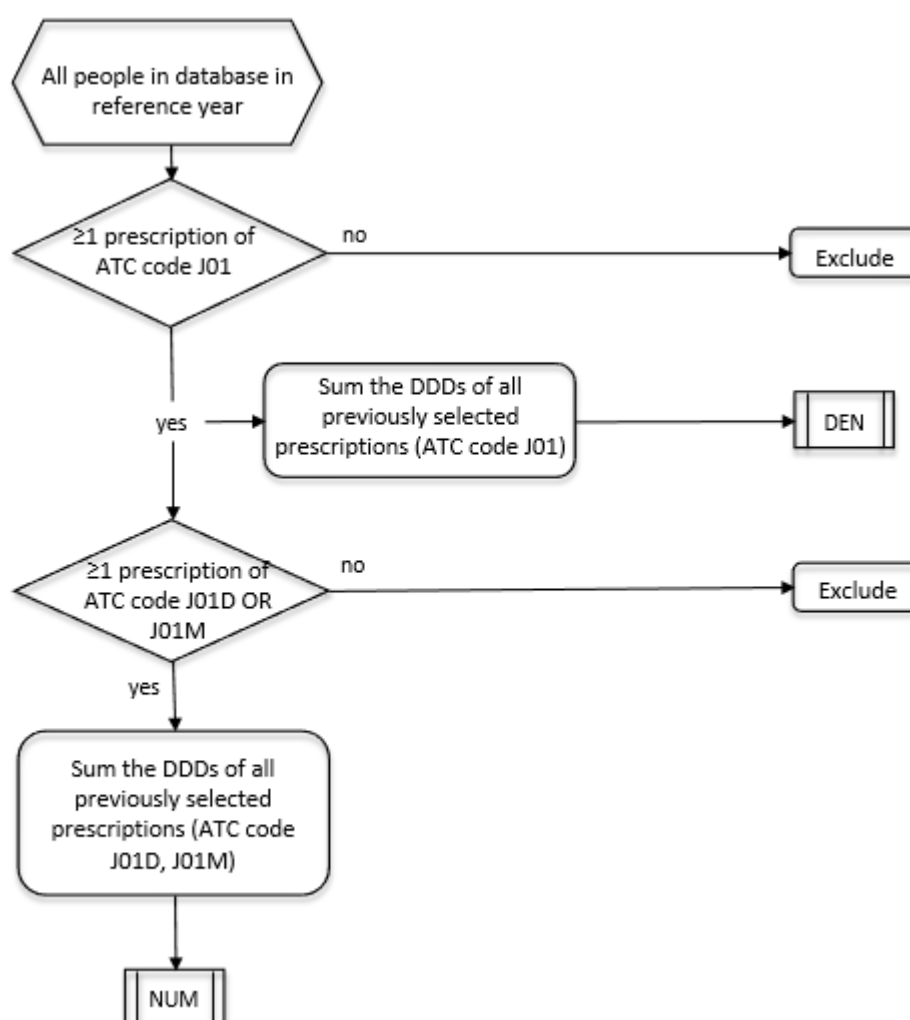 All people in database in
reference year
≥1 prescription of
ATC code J01
no
Exclude
yes
Sum the DDDs of all
previously selected
prescriptions (ATC code J01)
DEN
≥1 prescription of
ATC code J01D OR
J01M
no
Exclude
yes
Sum the DDDs of all
previously selected
prescriptions (ATC code
J01D, J01M)
NUM